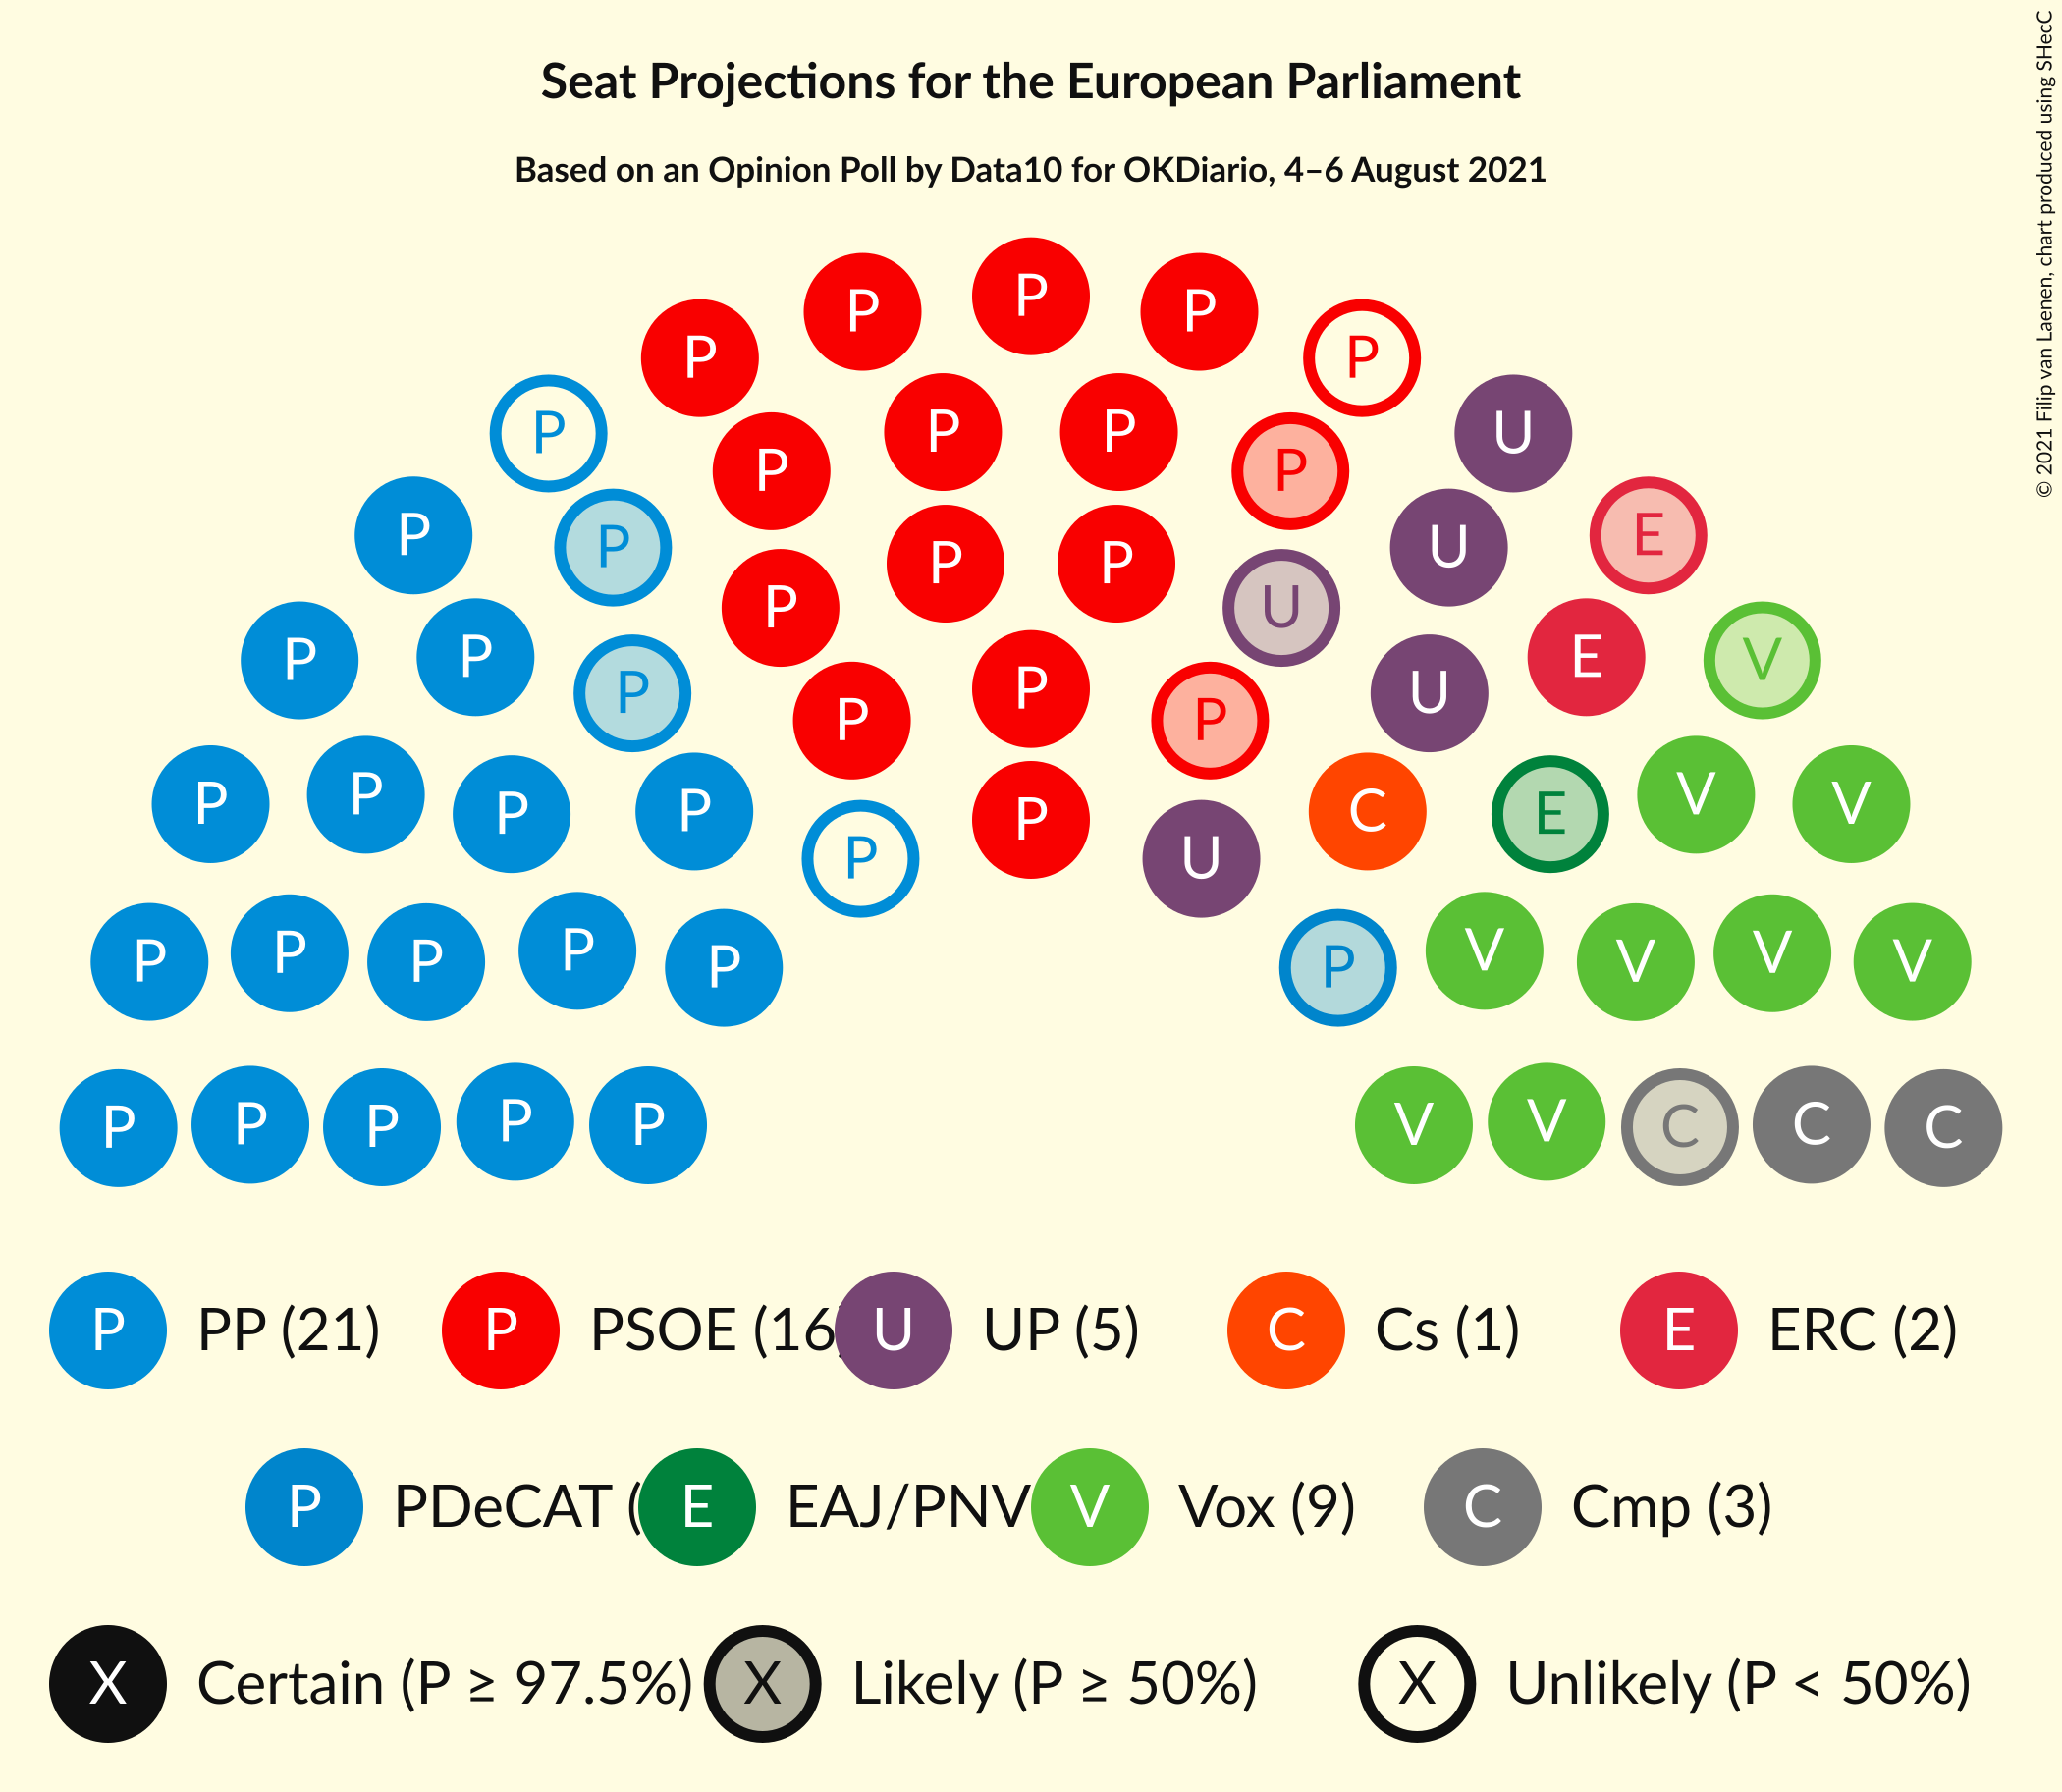 Seat Projections for the European Parliament
Based on an Opinion Poll by Data10 for OKDiario, 4–6 August 2021
© 2021 Filip van Laenen, chart produced using SHecC
P P P
P P
P P P U
P P P P U
P P P E
P U
P E V
P P U
P P P
P V V
P P P C E
P P U
P P P P P P V V V V
P P P P P V V C C C
P PP (21) P PSOE (16 U UP (5) C Cs (1) E ERC (2)
P PDeCAT ( E EAJ/PNV V Vox (9) C Cmp (3)
X Certain (P ≥ 97.5%) X Likely (P ≥ 50%) X Unlikely (P < 50%)